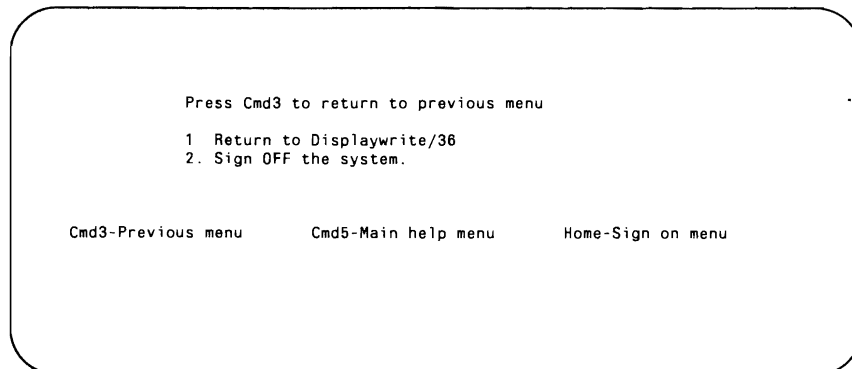 Press Cmd3 to return to previous menu
1 Return to Displaywrite/36
2. Sign OFF the system.
Cmd3-Previous menu Cmd5-Main help menu Home-Sign on menu